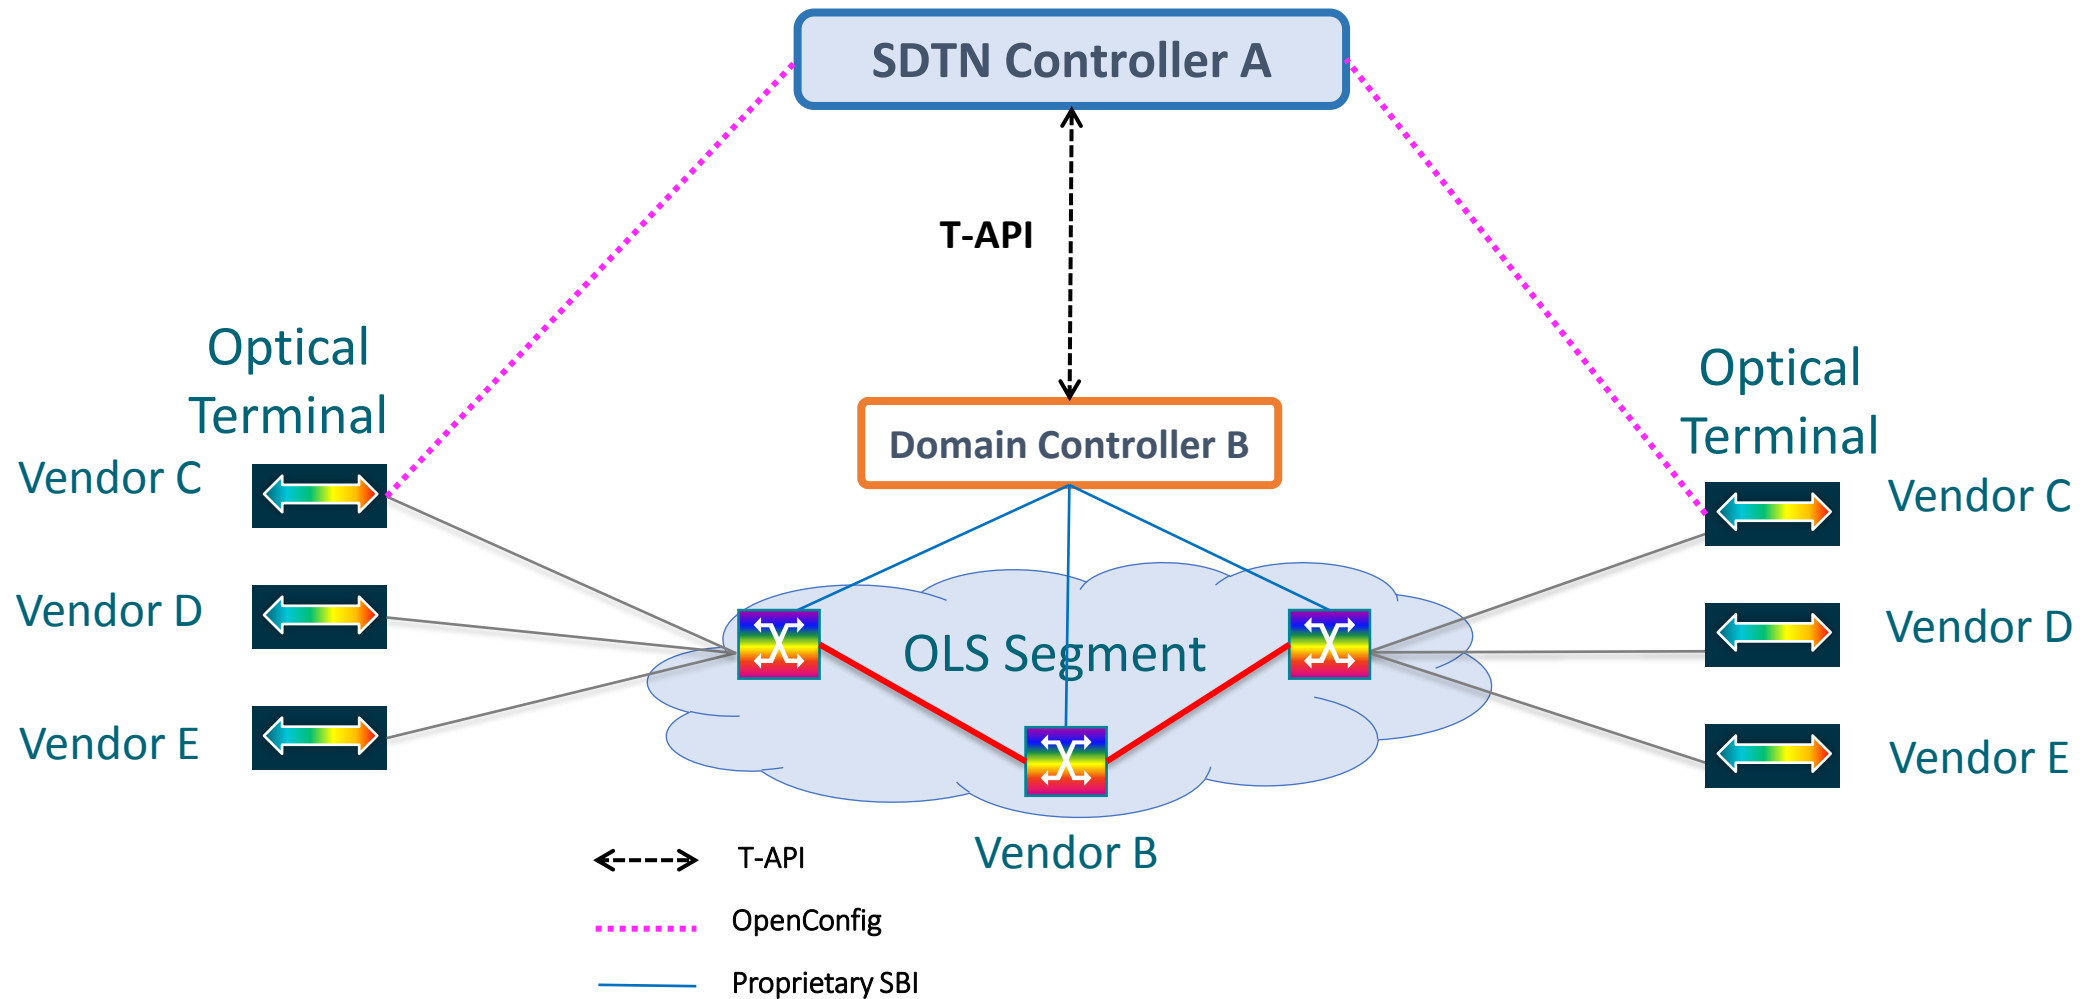 SDTN Controller A
T-API
Optical
Terminal
Optical
Terminal
Domain Controller B
Vendor C
Vendor C
Vendor D
Vendor D
OLS Segment
Vendor E
Vendor E
Vendor B
T-API
OpenConfig
Proprietary SBI